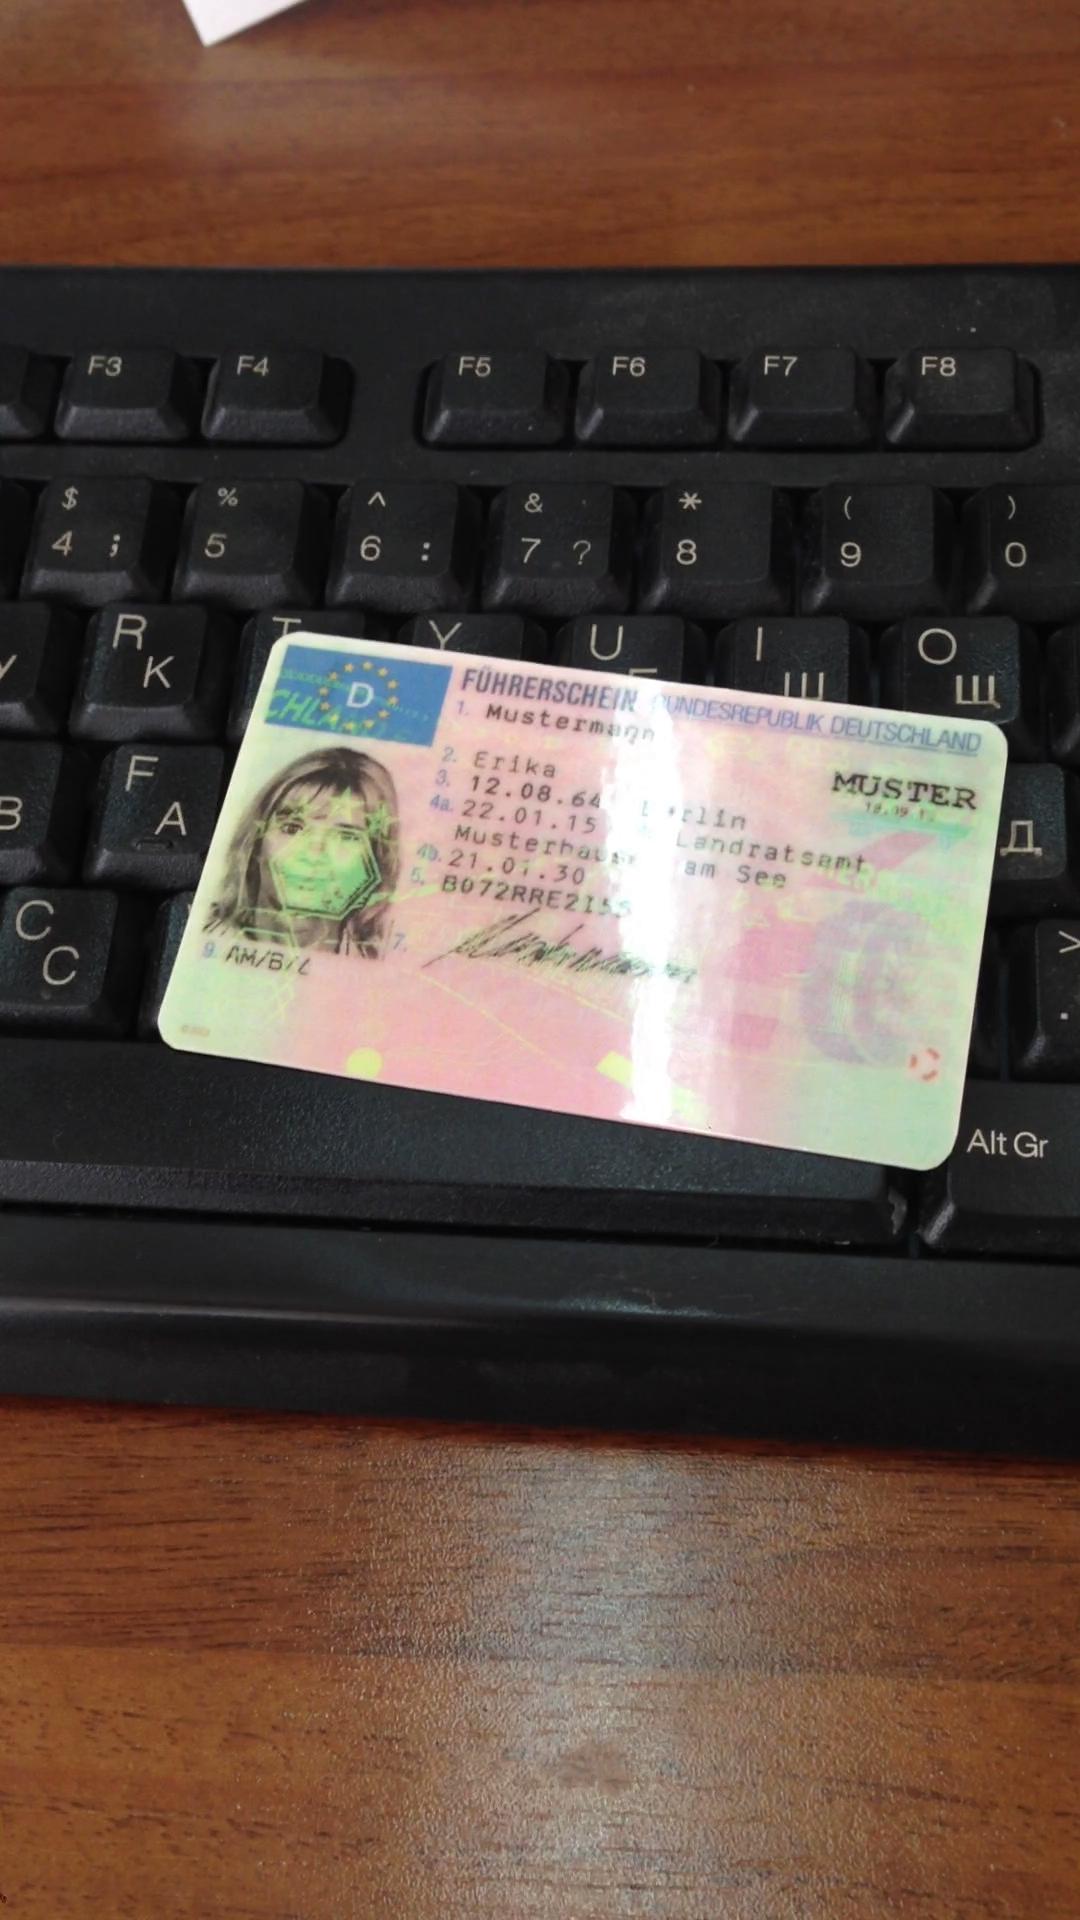 F3 F4 F5 F6 F7 F8
$ % ^ & * ( )
4 ; 5 6 : 7 ? 8 9 0
R T Y U I O
К Ш Щ
D
FÜHRERSCHEIN BUNDESREPUBLIK DEUTSCHLAND
1. Mustermann
2. Erika
MUSTER
3. 12.08.64 Berlin
4a. 22.01.15 Landratsamt
Musterhausen am See
4b. 21.01.30
5. B072RRE2I55
7.
9. AM/B/L
F
А Д
В
C
С
>
.
Alt Gr